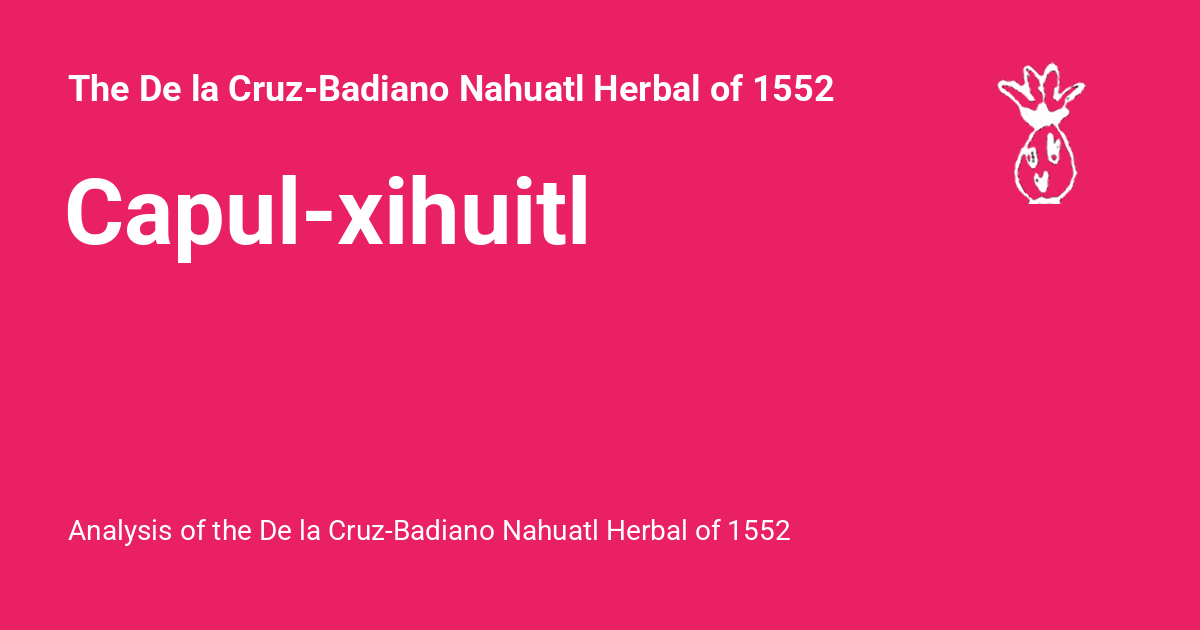 The De la Cruz-Badiano Nahuatl Herbal of 1552
Capul-xihuitl
Analysis of the De la Cruz-Badiano Nahuatl Herbal of 1552